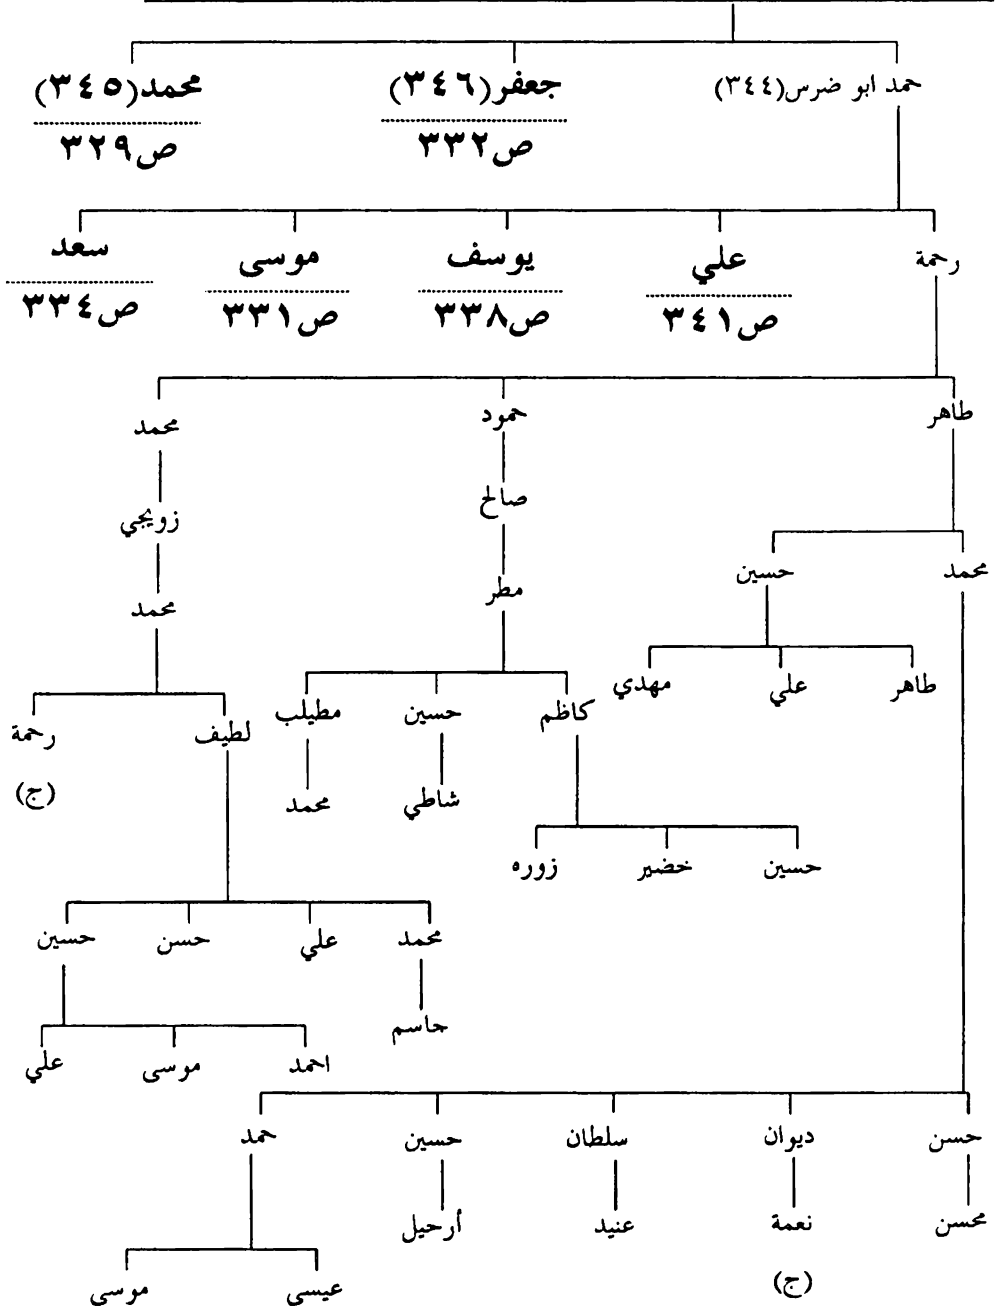 حمد ابو ضرس(٣٤٤) جعفر(٣٤٦) محمد(٣٤٥)
ص٣٣٢ ص٣٢٩
رحمة علي يوسف موسى سعد
ص٣٤١ ص٣٣٨ ص٣٣١ ص٣٣٤
طاهر حمود محمد
صالح زويجي
محمد حسين مطر محمد
طاهر علي مهدي
كاظم حسين مطيلب لطيف رحمة
شاطي محمد (ج)
حسين خضير زوره
محمد علي حسن حسين
جاسم
احمد موسى علي
حسن ديوان سلطان حسين حمد
محسن نعمة عنيد أرحيل
(ج) عيسى موسى